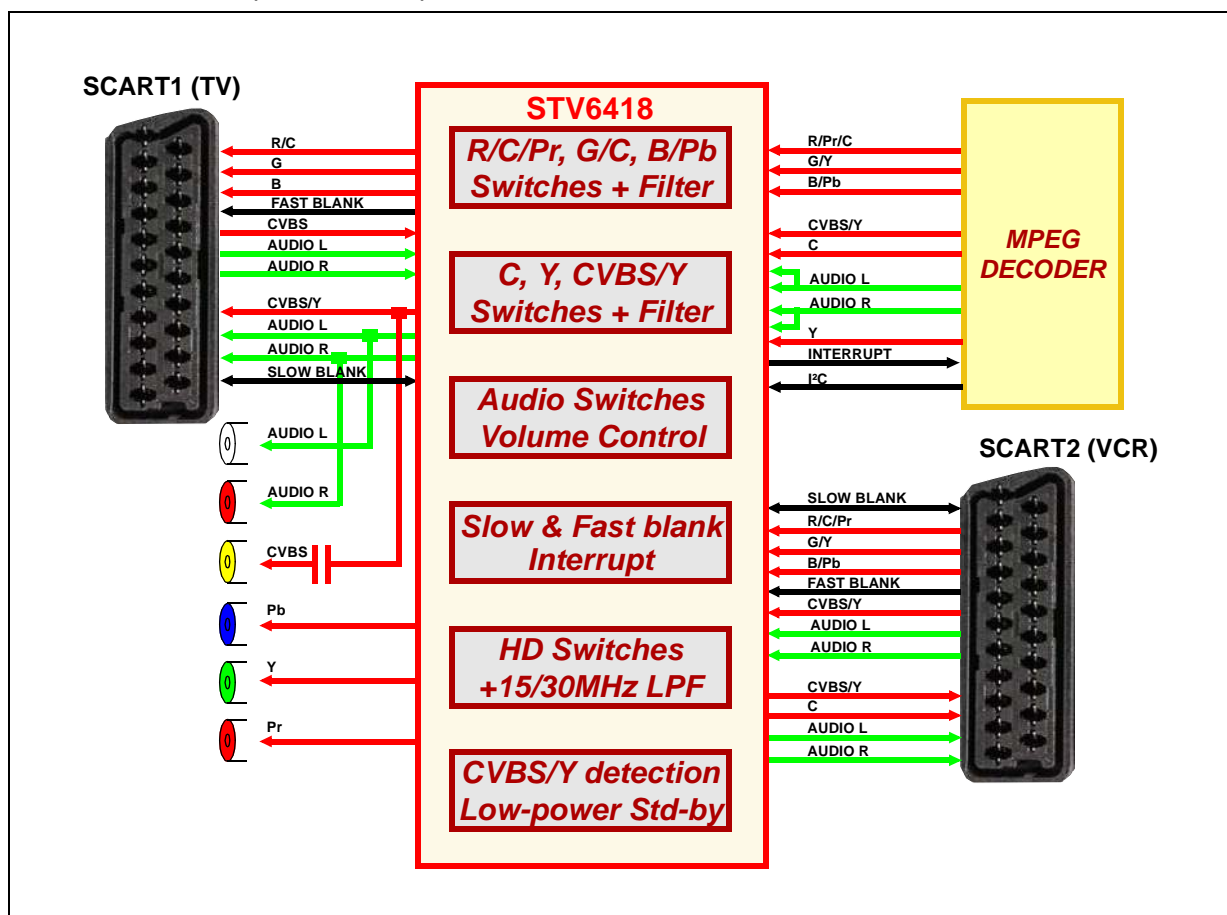 SCART1 (TV)
R/C
G
B
FAST BLANK
CVBS
AUDIO L
AUDIO R
CVBS/Y
AUDIO L
AUDIO R
SLOW BLANK
AUDIO L
AUDIO R
CVBS
Pb
Y
Pr
STV6418
R/C/Pr, G/C, B/Pb
Switches + Filter
C, Y, CVBS/Y
Switches + Filter
Audio Switches
Volume Control
Slow & Fast blank
Interrupt
HD Switches
+15/30MHz LPF
CVBS/Y detection
Low-power Std-by
R/Pr/C
G/Y
B/Pb
CVBS/Y
C
AUDIO L
AUDIO R
Y
INTERRUPT
I²C
MPEG
DECODER
SCART2 (VCR)
SLOW BLANK
R/C/Pr
G/Y
B/Pb
FAST BLANK
CVBS/Y
AUDIO L
AUDIO R
CVBS/Y
C
AUDIO L
AUDIO R